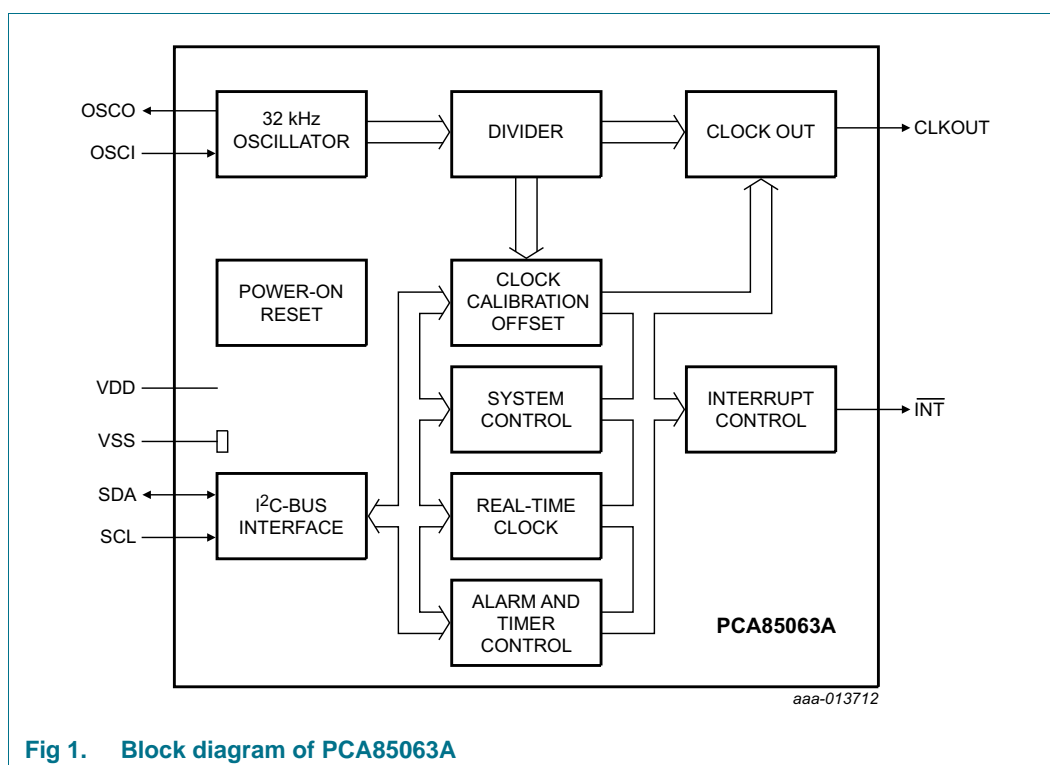 OSCO
OSCI
32 kHz
OSCILLATOR
DIVIDER
CLOCK OUT
CLKOUT
POWER-ON
RESET
CLOCK
CALIBRATION
OFFSET
VDD
VSS
SYSTEM
CONTROL
INTERRUPT
CONTROL
INT
SDA
SCL
I2C-BUS
INTERFACE
REAL-TIME
CLOCK
ALARM AND
TIMER
CONTROL
PCA85063A
aaa-013712
Fig 1. Block diagram of PCA85063A